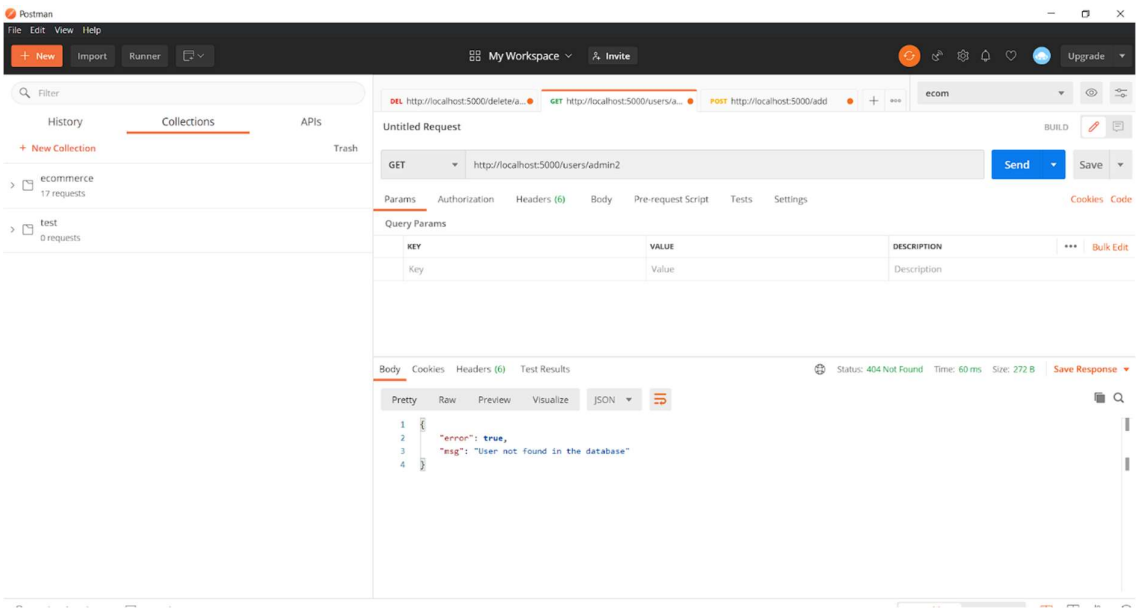 Postman
File Edit View Help
+ New Import Runner My Workspace Invite Upgrade
Filter
History Collections APIs
+ New Collection Trash
ecommerce
17 requests
test
0 requests
DEL http://localhost:5000/delete/a... GET http://localhost:5000/users/a... POST http://localhost:5000/add + ooo ecom
Untitled Request BUILD
GET http://localhost:5000/users/admin2 Send Save
Params Authorization Headers (6) Body Pre-request Script Tests Settings Cookies Code
Query Params
KEY VALUE DESCRIPTION ••• Bulk Edit
Key Value Description
Body Cookies Headers (6) Test Results Status: 404 Not Found Time: 60 ms Size: 272 B Save Response
Pretty Raw Preview Visualize JSON
1 {
2 "error": true,
3 "msg": "User not found in the database"
4 }